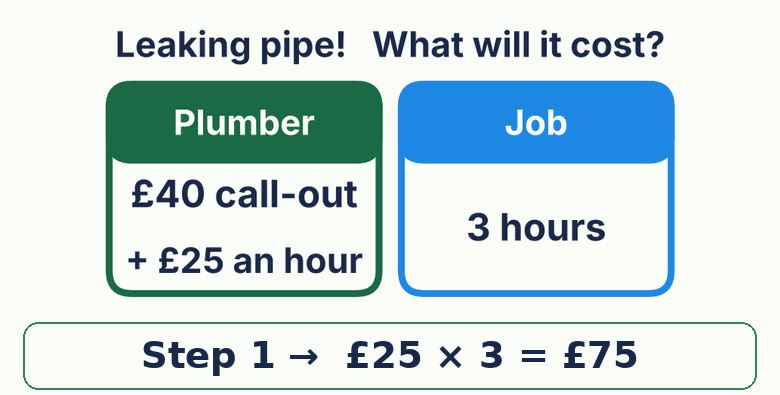 Leaking pipe! What will it cost?
Plumber
£40 call-out
+ £25 an hour
Job
3 hours
Step 1 → £25 × 3 = £75